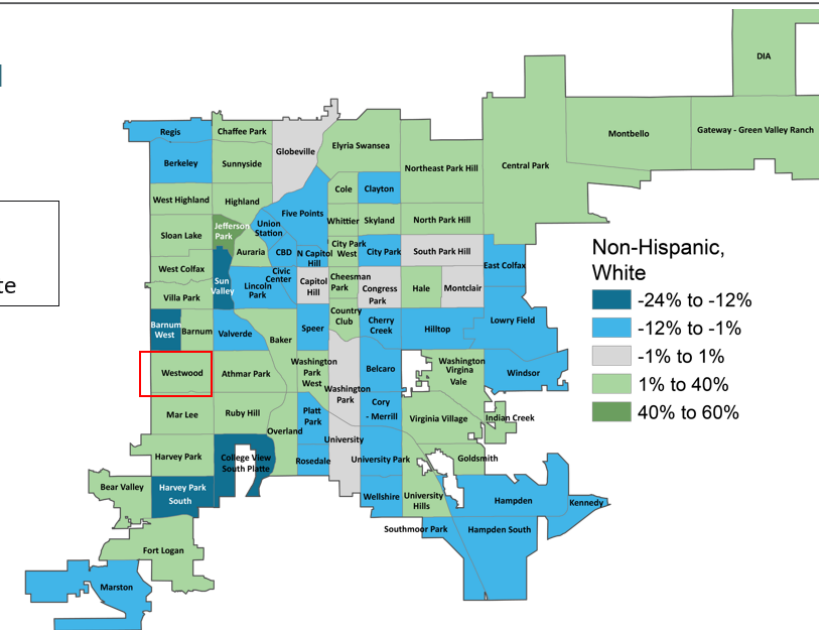 DIA
Regis
Chaffee Park
Montbello
Gateway - Green Valley Ranch
Globeville
Elyria Swansea
Berkeley
Sunnyside
Northeast Park Hill
Central Park
Cole
Clayton
West Highland
Highland
Five Points
Whittier
Skyland
North Park Hill
Jefferson
Park
Union
Station
Sloan Lake
Auraria
CBD
N Capitol
Hill
City Park
West
City Park
South Park Hill
te
Non-Hispanic,
White
West Colfax
Sun
Valley
Civic
Center
East Colfax
Lincoln
Park
Capitol
Hill
Cheesman
Park
Congress
Park
Hale
Montclair
-24% to -12%
Villa Park
Country
Club
-12% to -1%
Barnum
West
Barnum
Valverde
Speer
Cherry
Creek
Hilltop
Lowry Field
Baker
-1% to 1%
Westwood
Athmar Park
Washington
Park
West
Washington
Park
Belcaro
Washington
Virgina
Vale
Windsor
1% to 40%
Mar Lee
Ruby Hill
Platt
Park
Cory
- Merrill
Virginia Village
Indian Creek
40% to 60%
Overland
University
Harvey Park
College View
South Platte
Rosedale
University Park
Goldsmith
Bear Valley
Harvey Park
South
Wellshire
University
Hills
Hampden
Kennedy
Southmoor Park
Hampden South
Fort Logan
Marston